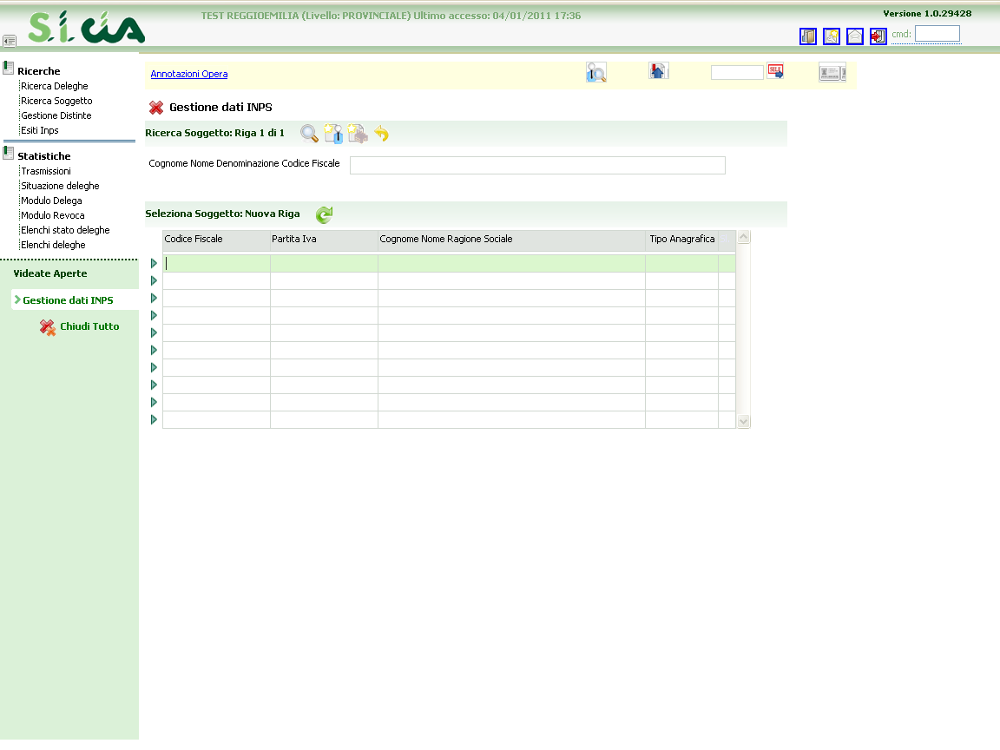 S.I. CIA
TEST REGGIOEMILIA (Livello: PROVINCIALE) Ultimo accesso: 04/01/2011 17:36
Versione 1.0.29428
cmd:
Ricerche
Ricerca Deleghe
Ricerca Soggetto
Gestione Distinte
Esiti Inps
Statistiche
Trasmissioni
Situazione deleghe
Modulo Delega
Modulo Revoca
Elenchi stato deleghe
Elenchi deleghe
Videate Aperte
Gestione dati INPS
Chiudi Tutto
Annotazioni Opera
Gestione dati INPS
Ricerca Soggetto: Riga 1 di 1
Cognome Nome Denominazione Codice Fiscale
Seleziona Soggetto: Nuova Riga
Codice Fiscale Partita Iva Cognome Nome Ragione Sociale Tipo Anagrafica